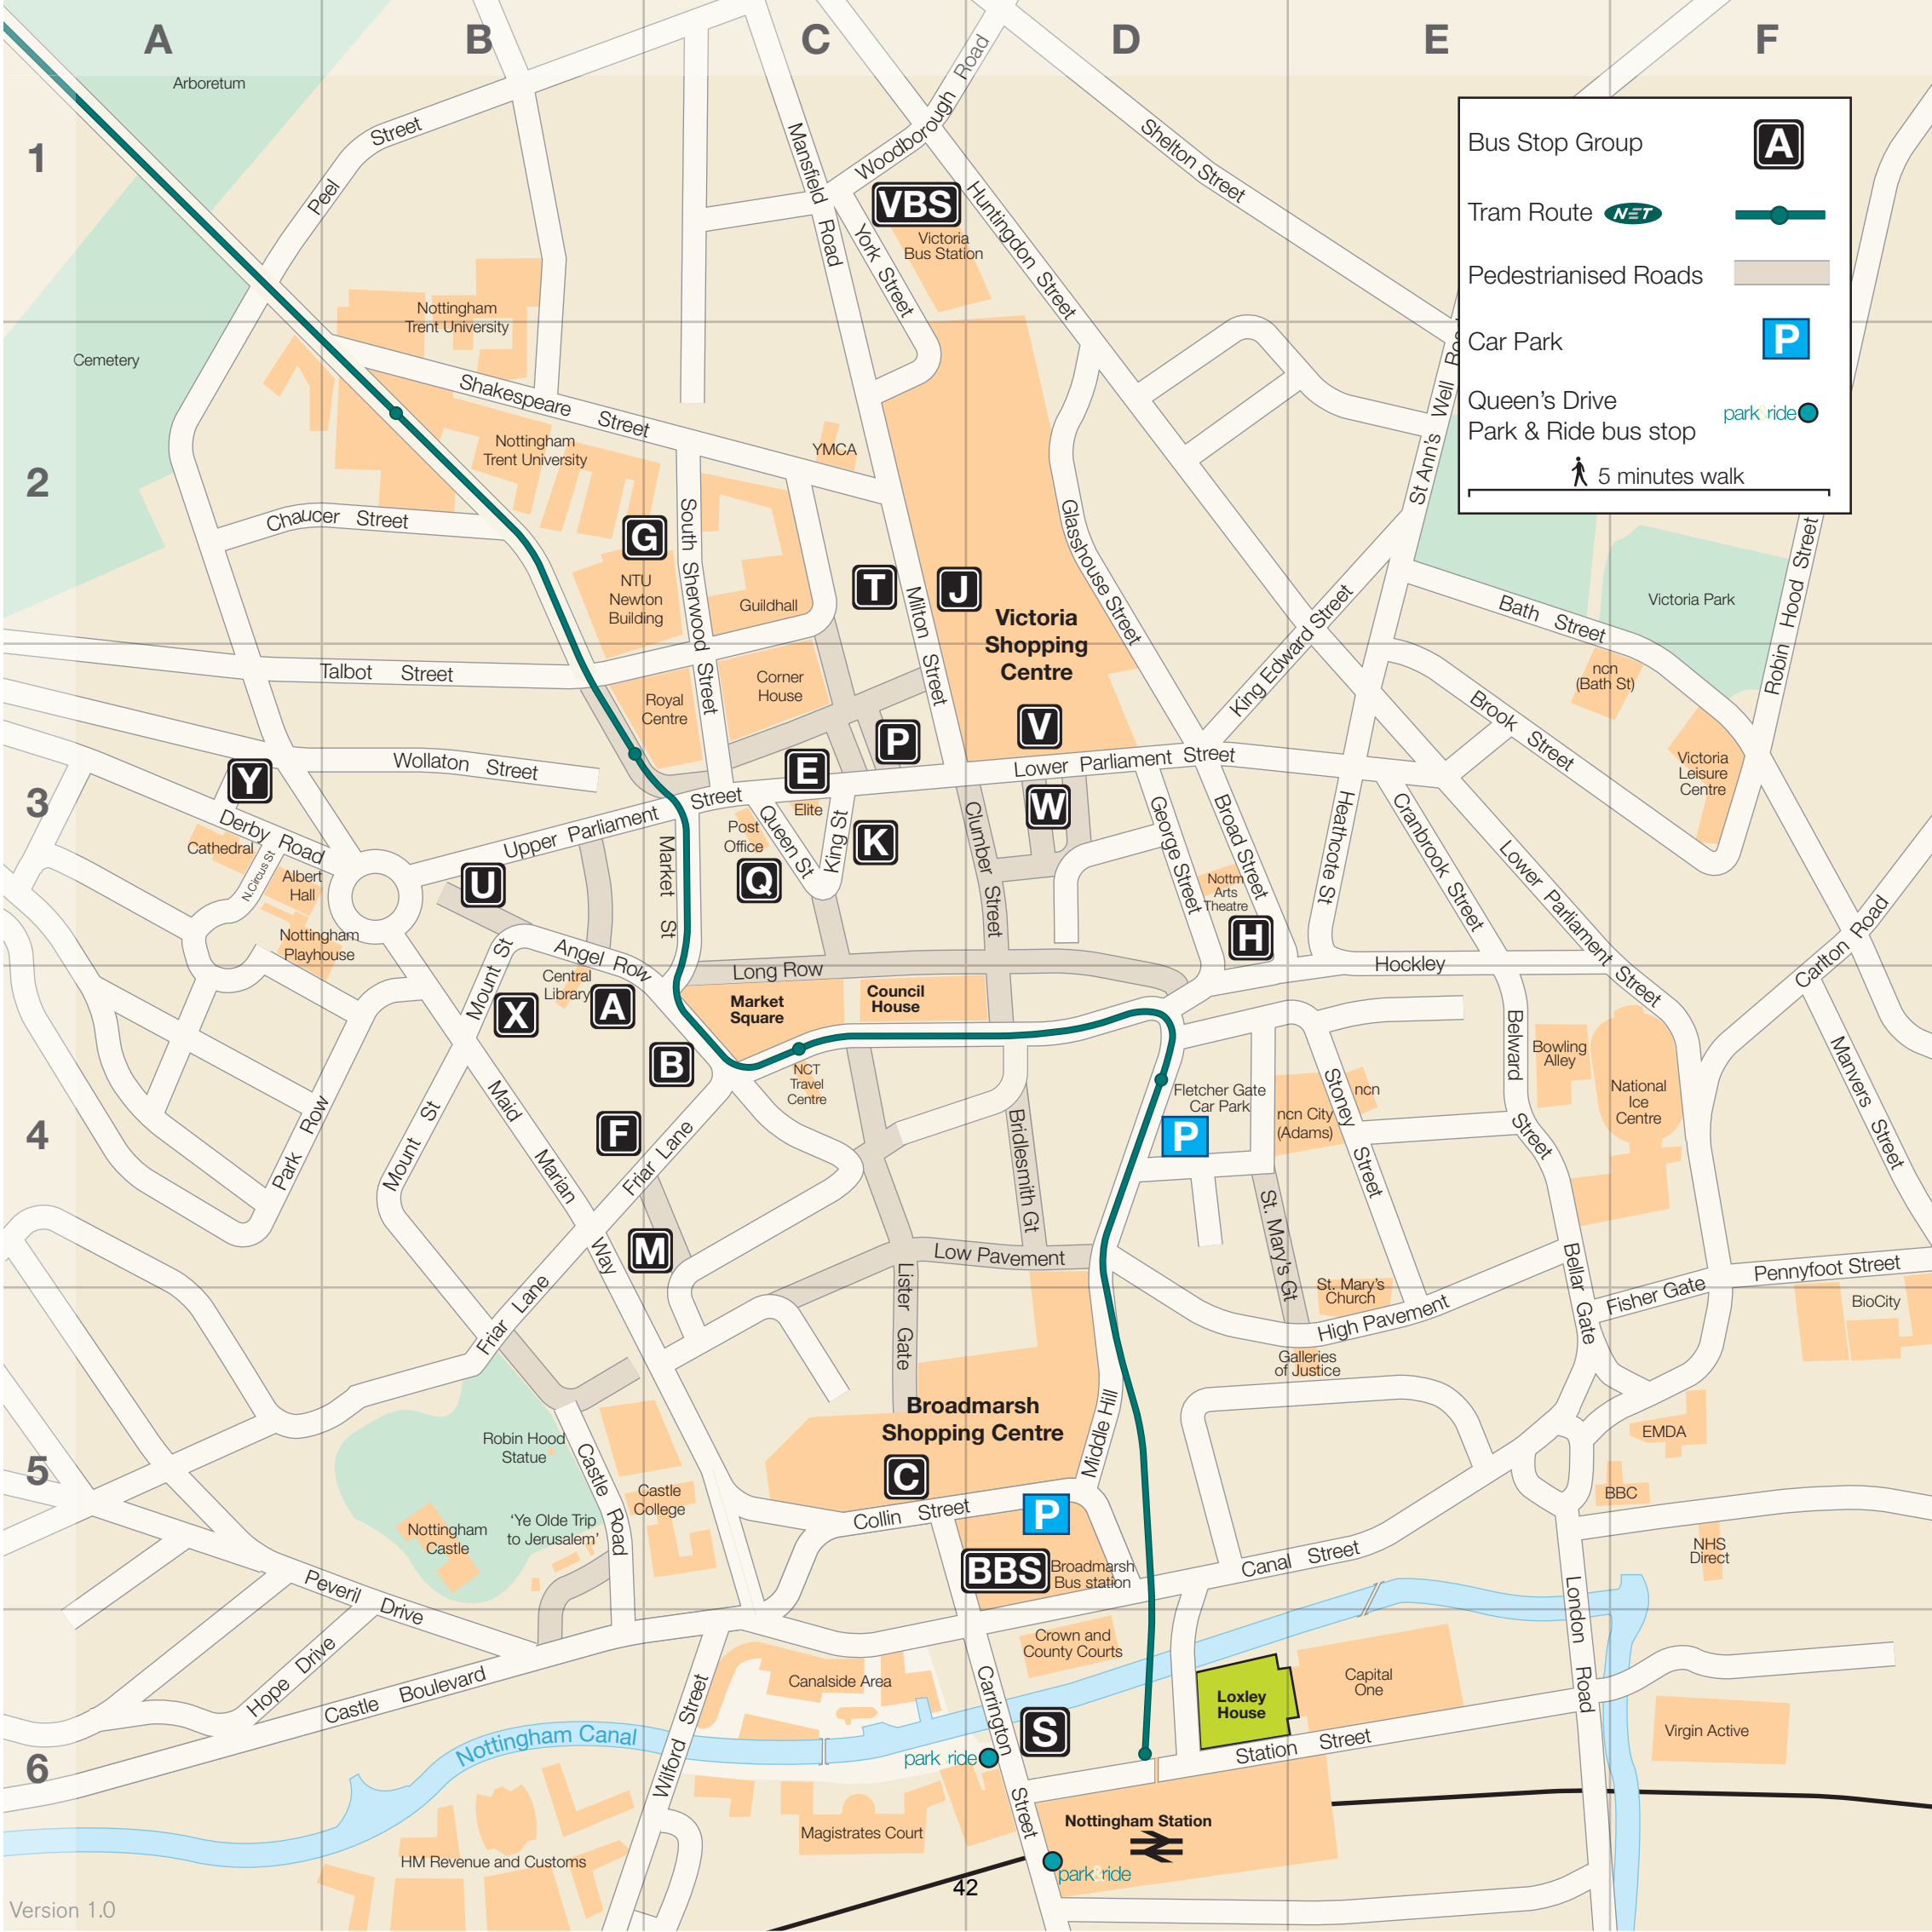 A
B
C
D
E
F
1
2
3
4
5
6
Bus Stop Group
A
Tram Route
NET
Pedestrianised Roads
Car Park
P
Queen's Drive
Park & Ride bus stop
park ride
5 minutes walk
Arboretum
Peel Street
Mansfield Road
Woodborough Road
Shelton Street
VBS
Victoria
Bus Station
York Street
Huntingdon Street
Nottingham
Trent University
Cemetery
Shakespeare Street
Nottingham
Trent University
YMCA
St Ann's Well
Chaucer Street
G
South Sherwood Street
NTU
Newton
Building
Guildhall
T
J
Milton Street
Glasshouse Street
Victoria
Shopping
Centre
King Edward Street
Bath Street
Victoria Park
Robin Hood Street
Talbot Street
Royal
Centre
Corner
House
ncn
(Bath St)
Brook Street
V
P
E
Lower Parliament Street
Wollaton Street
Y
Victoria
Leisure
Centre
Upper Parliament Street
Elite
Post
Office
Queen St
King St
K
W
Clumber Street
George Street
Broad Street
Heathcote St
Cranbrook Street
Lower Parliament Street
Derby Road
Cathedral
N.Circus St
Albert
Hall
U
Market St
Q
Nottm
Arts
Theatre
H
Nottingham
Playhouse
Mount St
Angel Row
Central
Library
Long Row
Hockley
Carlton Road
X
A
Market
Square
Council
House
Belward Street
Bowling
Alley
National
Ice
Centre
Manvers Street
B
NCT
Travel
Centre
Fletcher Gate
Car Park
P
ncn City
(Adams)
ncn
Stoney Street
F
Maid Marian Way
Park Row
Mount St
Friar Lane
Bridlesmith Gt
St. Mary's Gt
M
Low Pavement
Lister Gate
St. Mary's
Church
High Pavement
Bellar Gate
Fisher Gate
Pennyfoot Street
BioCity
Friar Lane
Galleries
of Justice
Broadmarsh
Shopping Centre
C
Middle Hill
EMDA
Robin Hood
Statue
Castle Road
Castle
College
'Ye Olde Trip
to Jerusalem'
Nottingham
Castle
Collin Street
P
BBS
Broadmarsh
Bus station
Canal Street
BBC
NHS
Direct
Peveril Drive
Hope Drive
Castle Boulevard
Crown and
County Courts
London Road
Canalside Area
Carrington Street
Wilford Street
Nottingham Canal
S
park ride
Loxley
House
Capital
One
Station Street
Virgin Active
Magistrates Court
Nottingham Station
park&ride
HM Revenue and Customs
42
Version 1.0